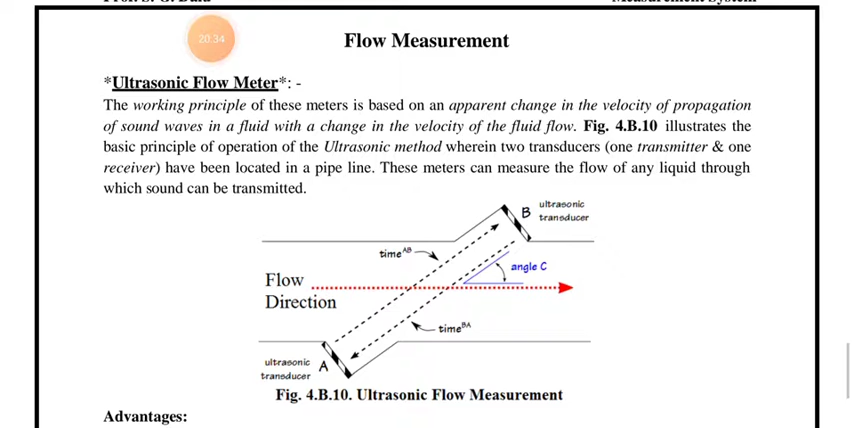 20:34
Flow Measurement
*Ultrasonic Flow Meter*: -
The working principle of these meters is based on an apparent change in the velocity of propagation
of sound waves in a fluid with a change in the velocity of the fluid flow. Fig. 4.B.10 illustrates the
basic principle of operation of the Ultrasonic method wherein two transducers (one transmitter & one
receiver) have been located in a pipe line. These meters can measure the flow of any liquid through
which sound can be transmitted.
B ultrasonic
transducer
time AB
angle C
Flow
Direction
time BA
ultrasonic
transducer A
Fig. 4.B.10. Ultrasonic Flow Measurement
Advantages: